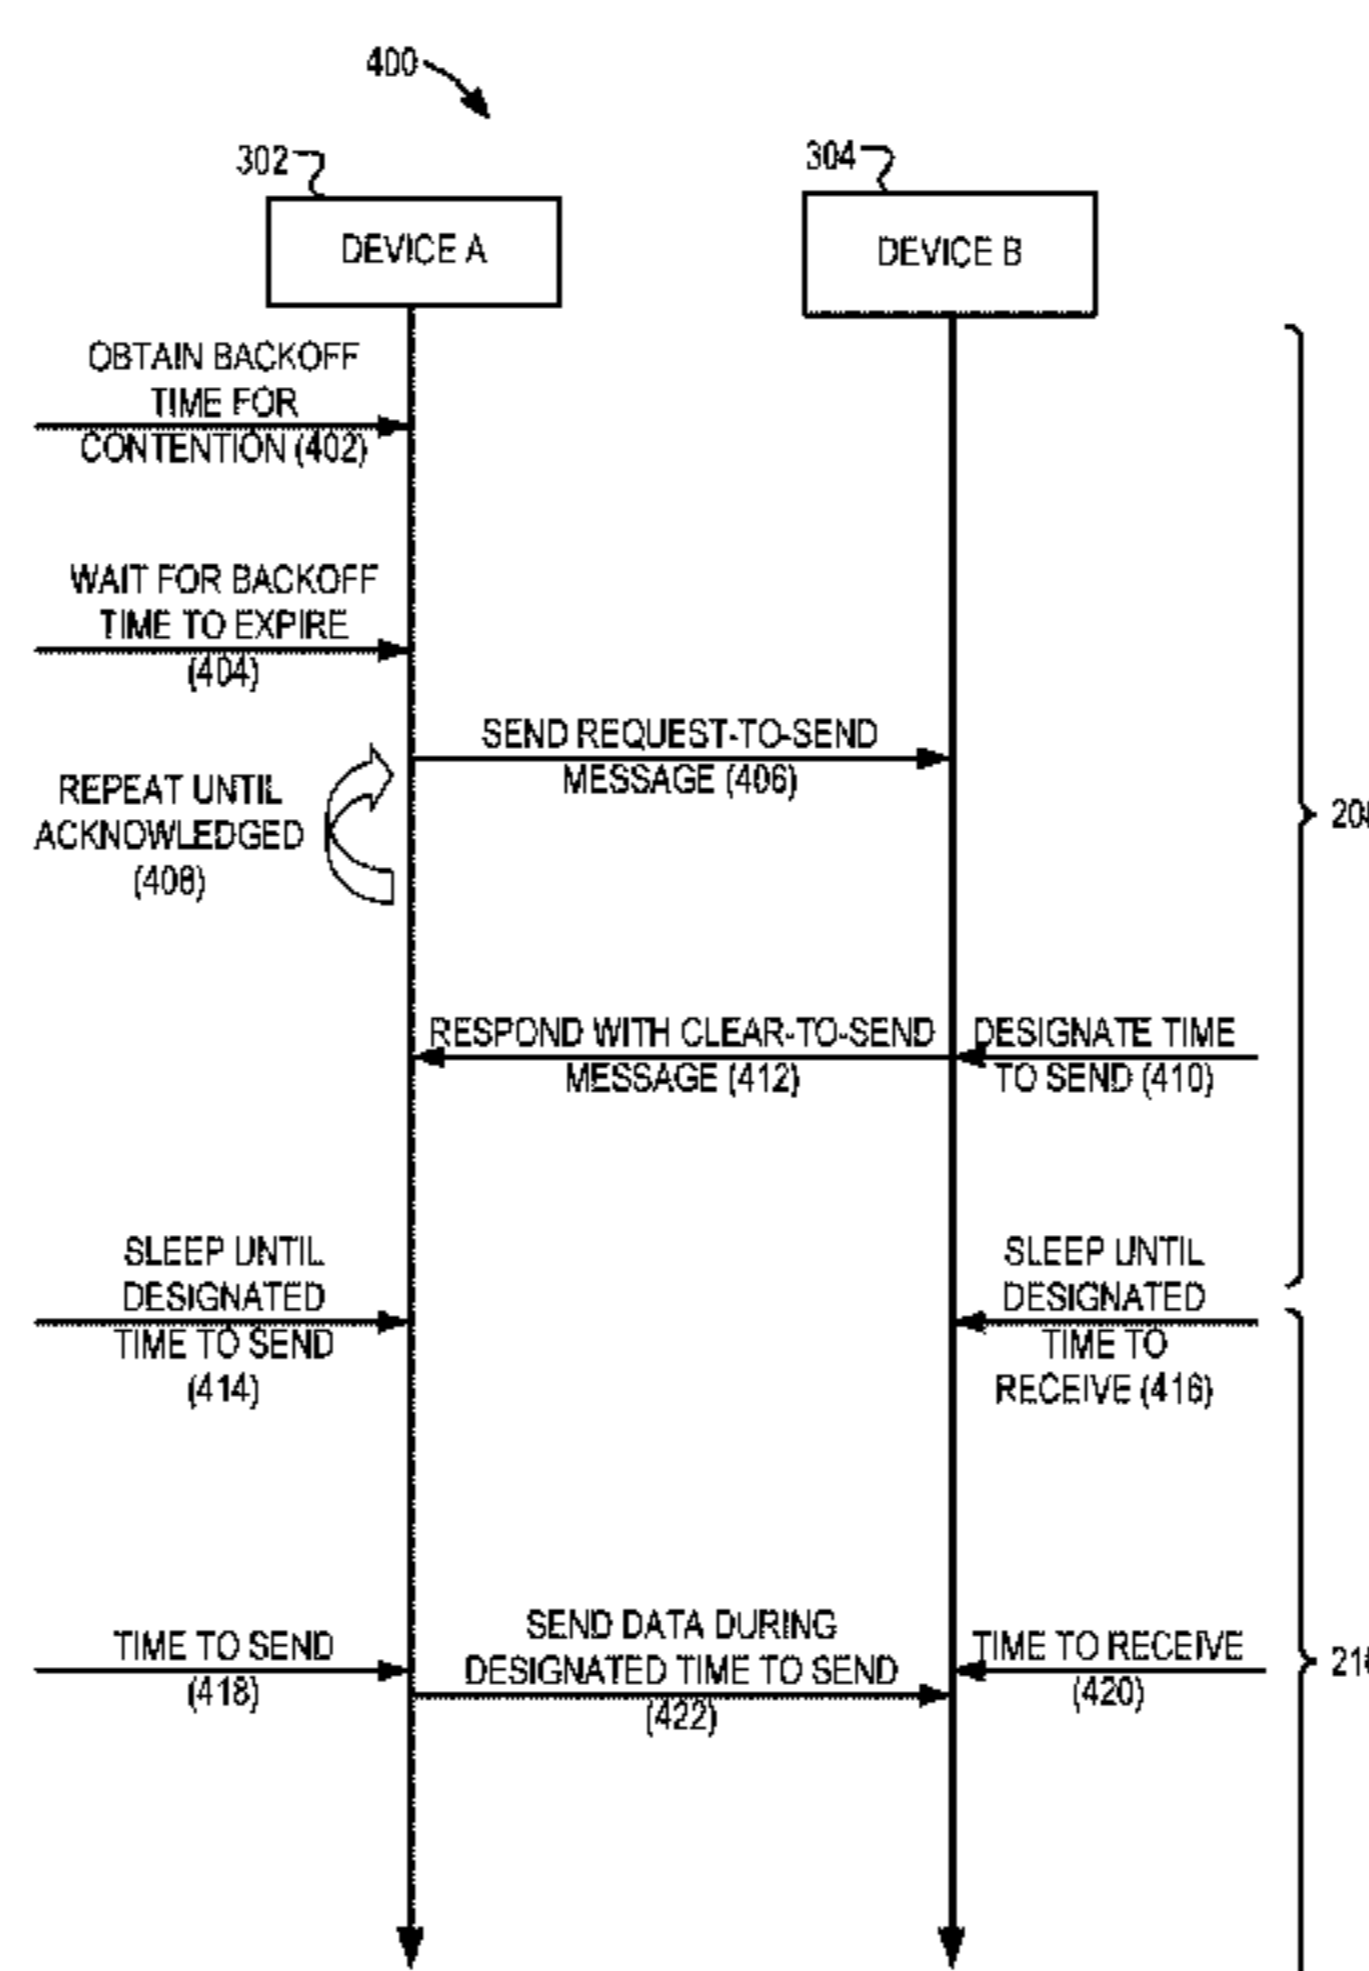 400
302
304
DEVICE A
DEVICE B
OBTAIN BACKOFF
TIME FOR
CONTENTION (402)
WAIT FOR BACKOFF
TIME TO EXPIRE
(404)
SEND REQUEST-TO-SEND
MESSAGE (406)
REPEAT UNTIL
ACKNOWLEDGED
(408)
RESPOND WITH CLEAR-TO-SEND
MESSAGE (412)
DESIGNATE TIME
TO SEND (410)
SLEEP UNTIL
DESIGNATED
TIME TO SEND
(414)
SLEEP UNTIL
DESIGNATED
TIME TO
RECEIVE (416)
TIME TO SEND
(418)
SEND DATA DURING
DESIGNATED TIME TO SEND
(422)
TIME TO RECEIVE
(420)